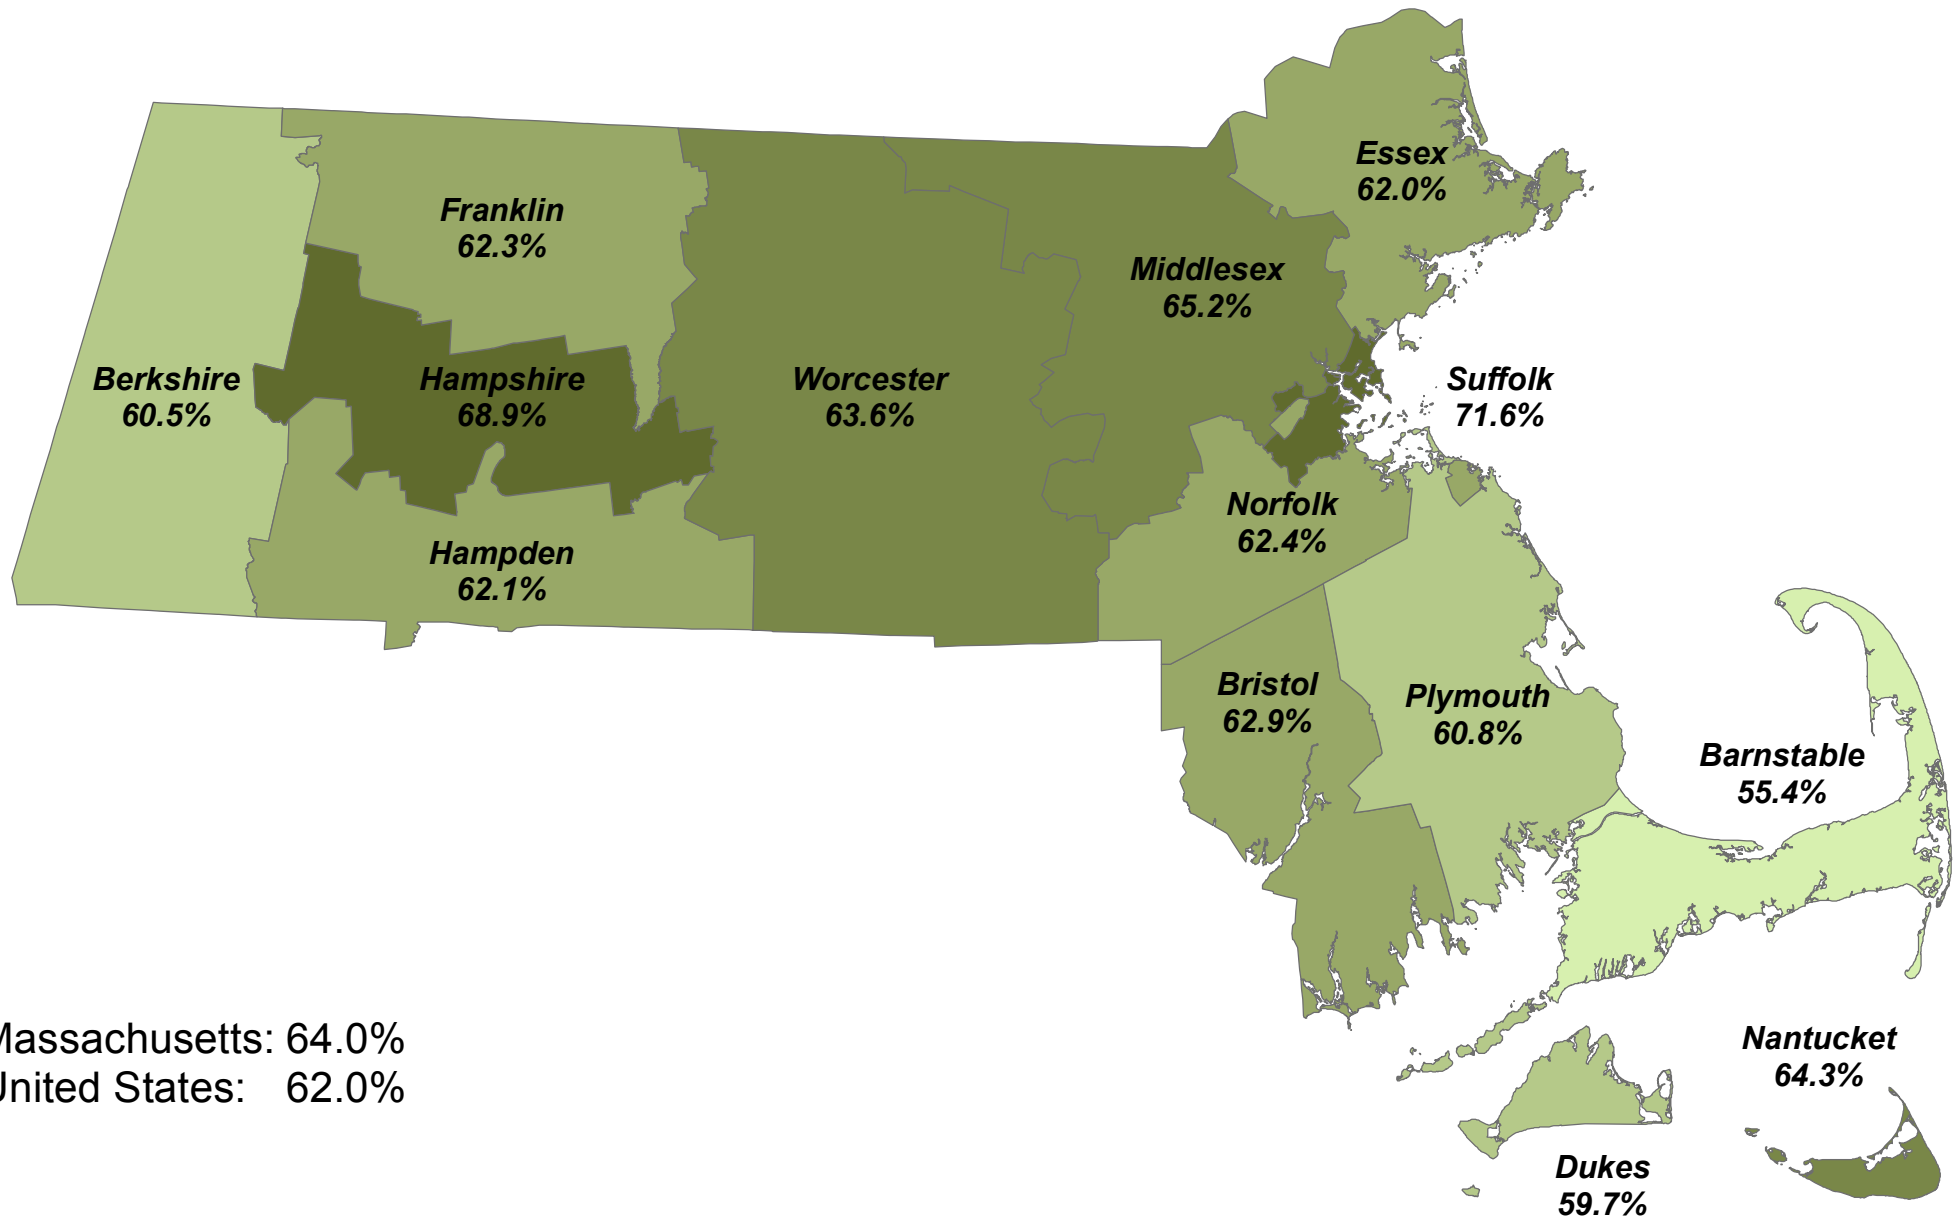 Essex
62.0%
Franklin
62.3%
Middlesex
65.2%
Berkshire
60.5%
Hampshire
68.9%
Worcester
63.6%
Suffolk
71.6%
Norfolk
62.4%
Hampden
62.1%
Bristol
62.9%
Plymouth
60.8%
Barnstable
55.4%
Massachusetts: 64.0%
United States: 62.0%
Nantucket
64.3%
Dukes
59.7%